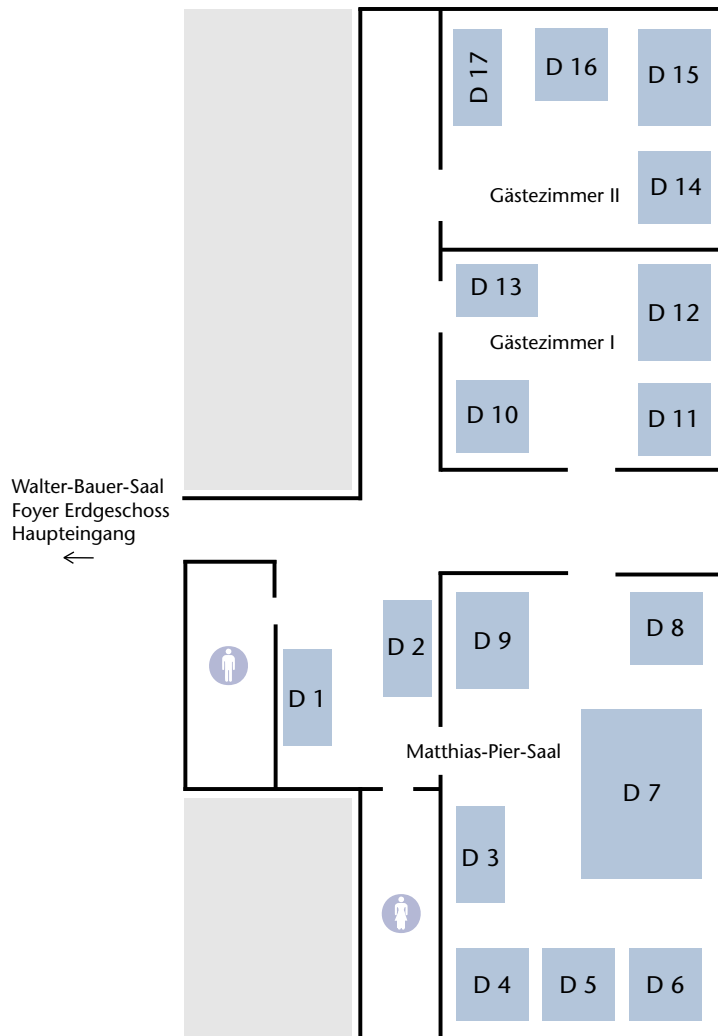 D 17
D 16
D 15
D 14
Gästezimmer II
D 13
D 12
Gästezimmer I
D 10
D 11
Walter-Bauer-Saal
Foyer Erdgeschoss
Haupteingang
D 9
D 8
D 2
D 1
Matthias-Pier-Saal
D 7
D 3
D 4
D 5
D 6